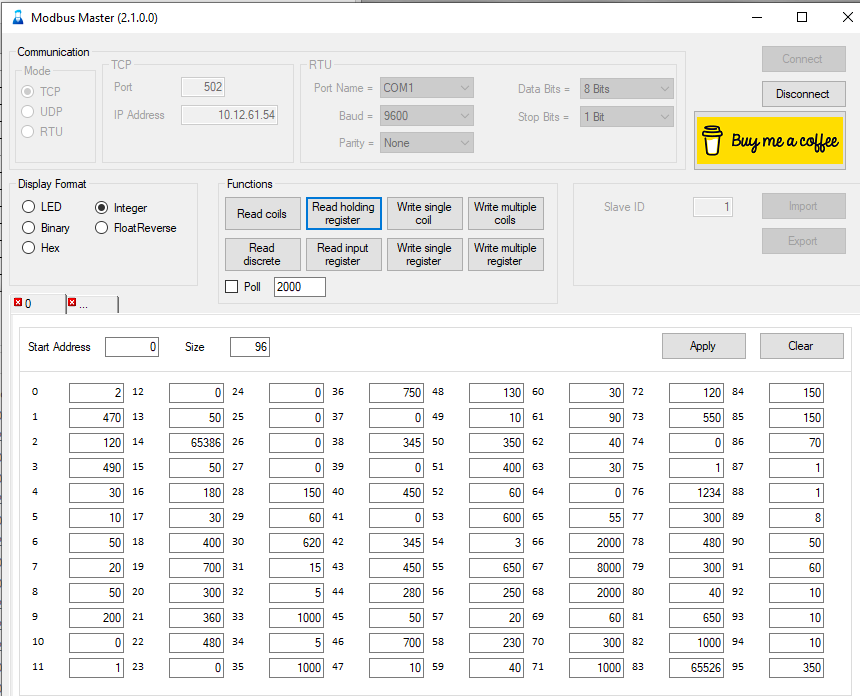 Modbus Master (2.1.0.0)
Communication
Mode
TCP
UDP
RTU
TCP
Port 502
IP Address 10.12.61.54
RTU
Port Name = COM1
Baud = 9600
Parity = None
Data Bits = 8 Bits
Stop Bits = 1 Bit
Connect
Disconnect
Buy me a coffee
Display Format
LED
Binary
Hex
Integer
FloatReverse
Functions
Read coils
Read holding register
Write single coil
Write multiple coils
Read discrete
Read input register
Write single register
Write multiple register
Poll 2000
Slave ID 1
Import
Export
0
...
Start Address 0 Size 96
Apply
Clear
0 2 12 0 24 0 36 750 48 130 60 30 72 120 84 150
1 470 13 50 25 0 37 0 49 10 61 90 73 550 85 150
2 120 14 65386 26 0 38 345 50 350 62 40 74 0 86 70
3 490 15 50 27 0 39 0 51 400 63 30 75 1 87 1
4 30 16 180 28 150 40 450 52 60 64 0 76 1234 88 1
5 10 17 30 29 60 41 0 53 600 65 55 77 300 89 8
6 50 18 400 30 620 42 345 54 3 66 2000 78 480 90 50
7 20 19 700 31 15 43 450 55 650 67 8000 79 300 91 60
8 50 20 300 32 5 44 280 56 250 68 2000 80 40 92 10
9 200 21 360 33 1000 45 50 57 20 69 60 81 650 93 10
10 0 22 480 34 5 46 700 58 230 70 300 82 1000 94 10
11 1 23 0 35 1000 47 10 59 40 71 1000 83 65526 95 350